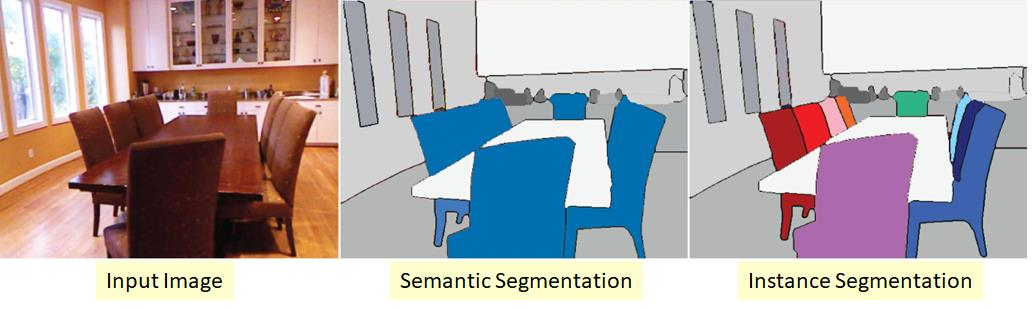 Input Image
Semantic Segmentation
Instance Segmentation